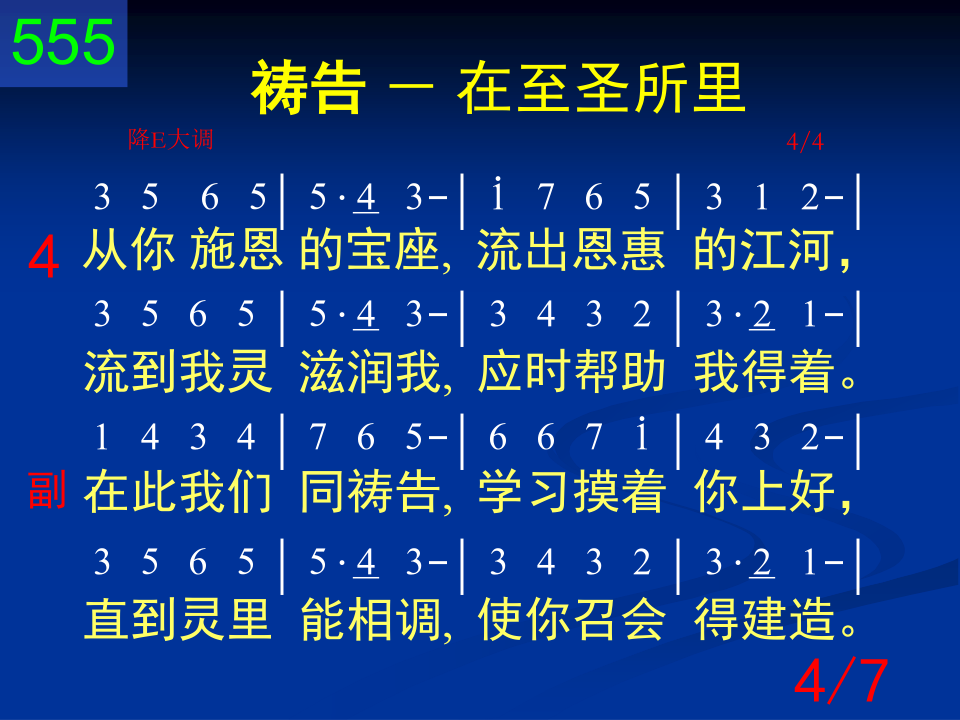 555
祷告 － 在至圣所里
降E大调 4/4
3 5 6 5 | 5 · 4 3– | i 7 6 5 | 3 1 2– |
4 从你 施恩 的宝座, 流出恩惠 的江河，
3 5 6 5 | 5 · 4 3– | 3 4 3 2 | 3 · 2 1– |
流到我灵 滋润我, 应时帮助 我得着。
1 4 3 4 | 7 6 5– | 6 6 7 i | 4 3 2– |
副 在此我们 同祷告, 学习摸着 你上好，
3 5 6 5 | 5 · 4 3– | 3 4 3 2 | 3 · 2 1– |
直到灵里 能相调, 使你召会 得建造。
4/7